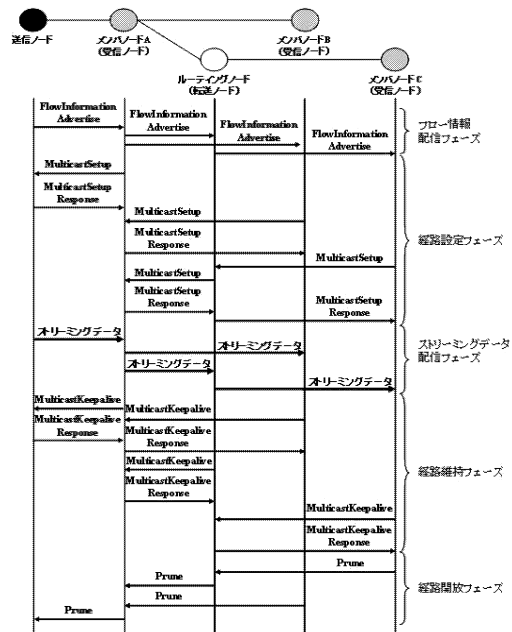 送信ノード
メンバノードA
(受信ノード)
メンバノードB
(受信ノード)
ルーティングノード
(転送ノード)
メンバノードC
(受信ノード)
FlowInformation
Advertise
FlowInformation
Advertise
FlowInformation
Advertise
FlowInformation
Advertise
フロー情報
配信フェーズ
MulticastSetup
MulticastSetup
Response
MulticastSetup
MulticastSetup
Response
MulticastSetup
MulticastSetup
MulticastSetup
Response
MulticastSetup
Response
経路設定フェーズ
ストリーミングデータ
ストリーミングデータ
ストリーミングデータ
ストリーミングデータ
ストリーミングデータ
配信フェーズ
MulticastKeepalive
MulticastKeepalive
MulticastKeepalive
Response
MulticastKeepalive
Response
MulticastKeepalive
MulticastKeepalive
Response
MulticastKeepalive
MulticastKeepalive
Response
経路維持フェーズ
Prune
Prune
Prune
Prune
経路開放フェーズ